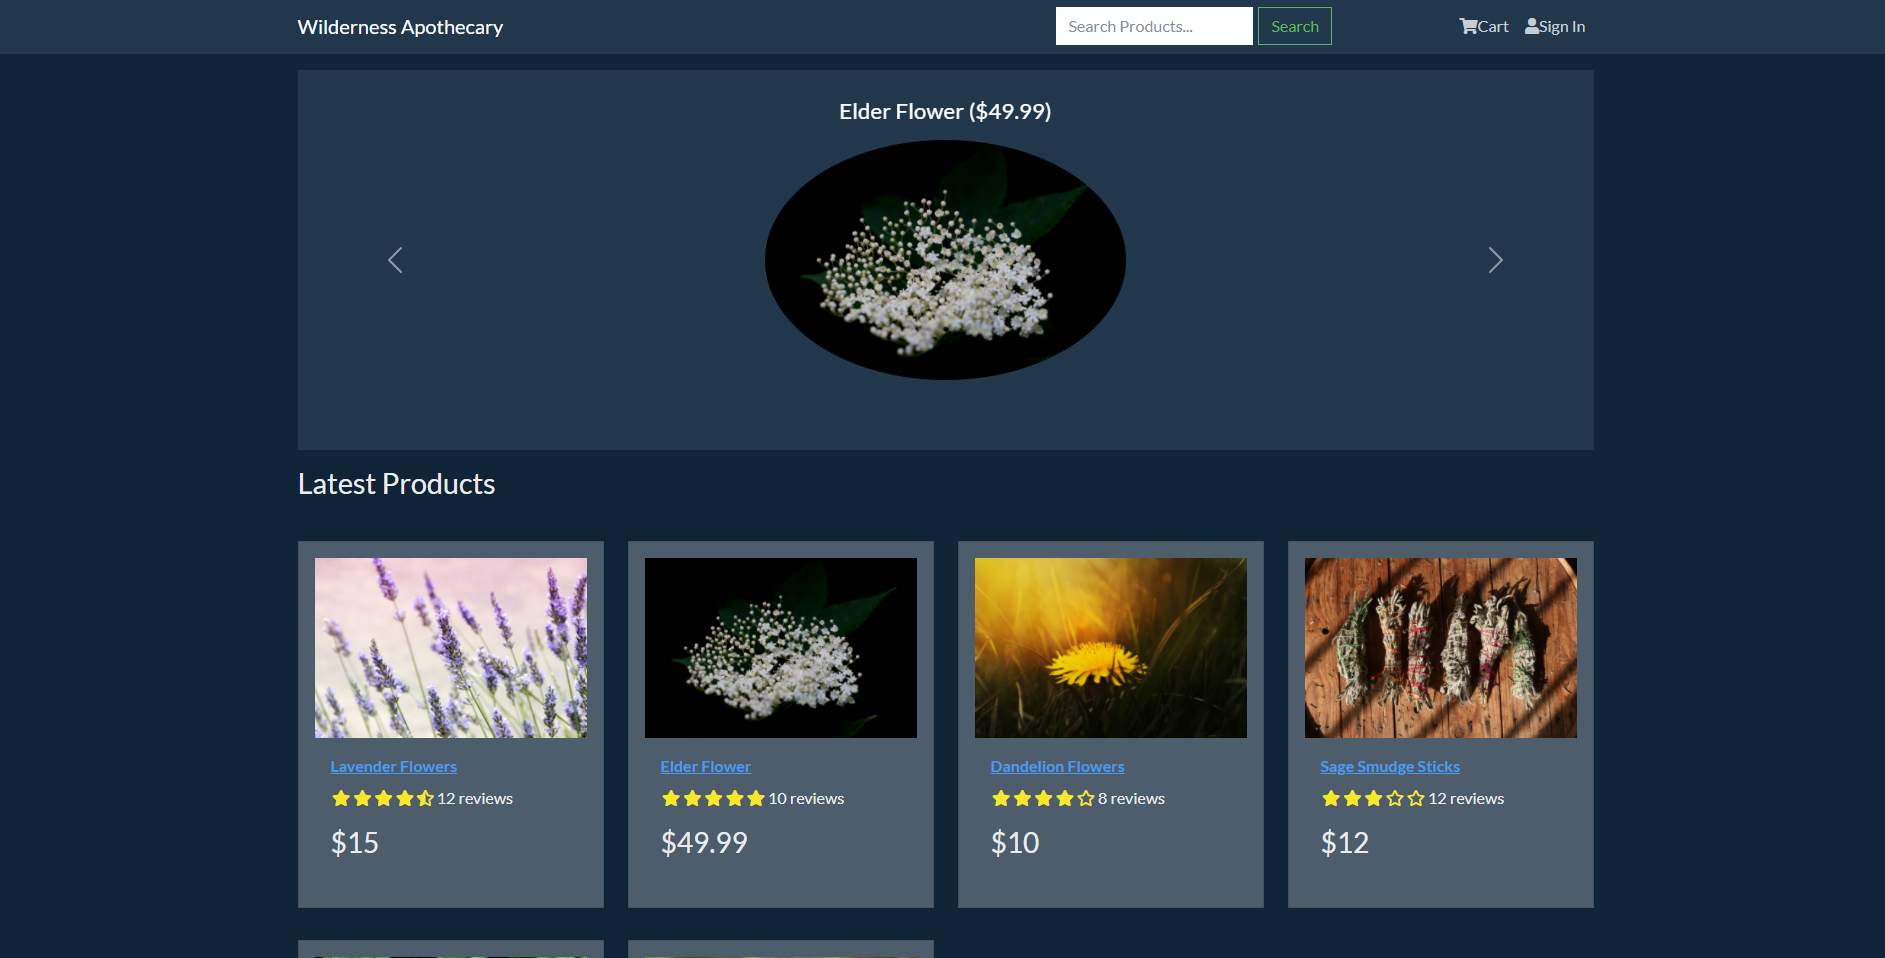 Wilderness Apothecary
Search Products...
Search
Cart
Sign In
Elder Flower ($49.99)
Latest Products
Lavender Flowers
12 reviews
$15
Elder Flower
10 reviews
$49.99
Dandelion Flowers
8 reviews
$10
Sage Smudge Sticks
12 reviews
$12